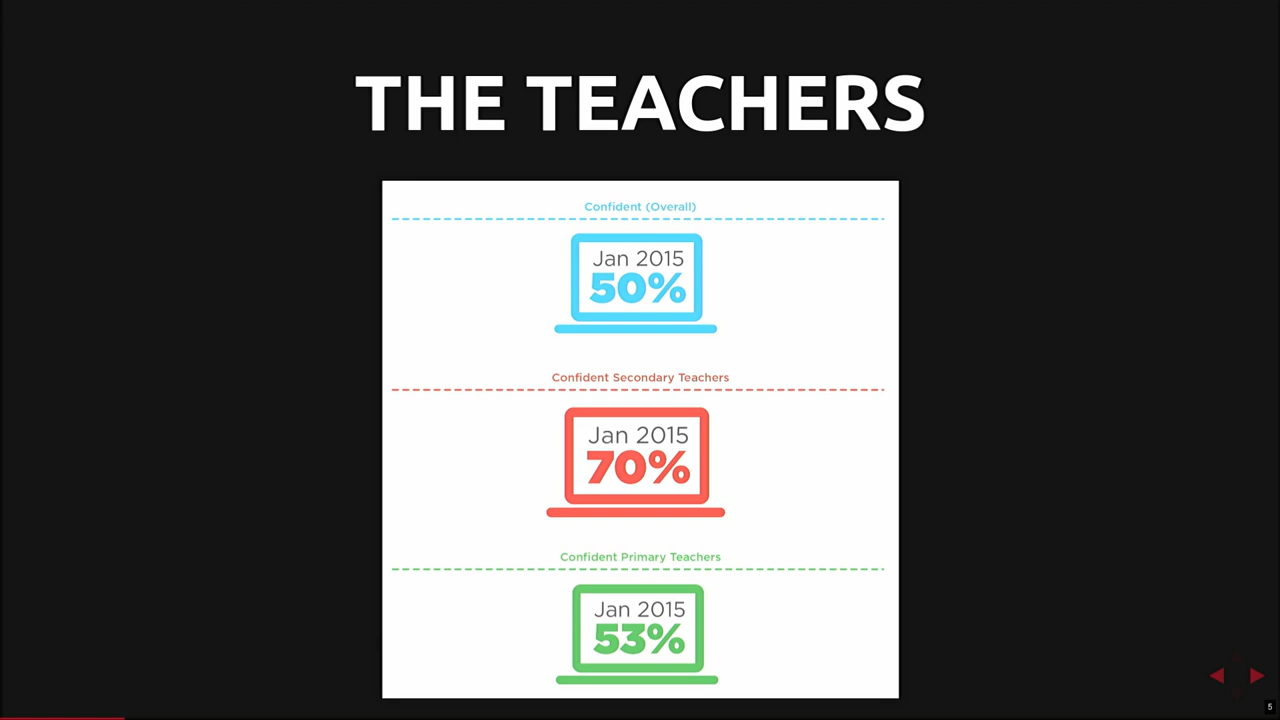 THE TEACHERS
Confident (Overall)
Jan 2015
50%
Confident Secondary Teachers
Jan 2015
70%
Confident Primary Teachers
Jan 2015
53%
5